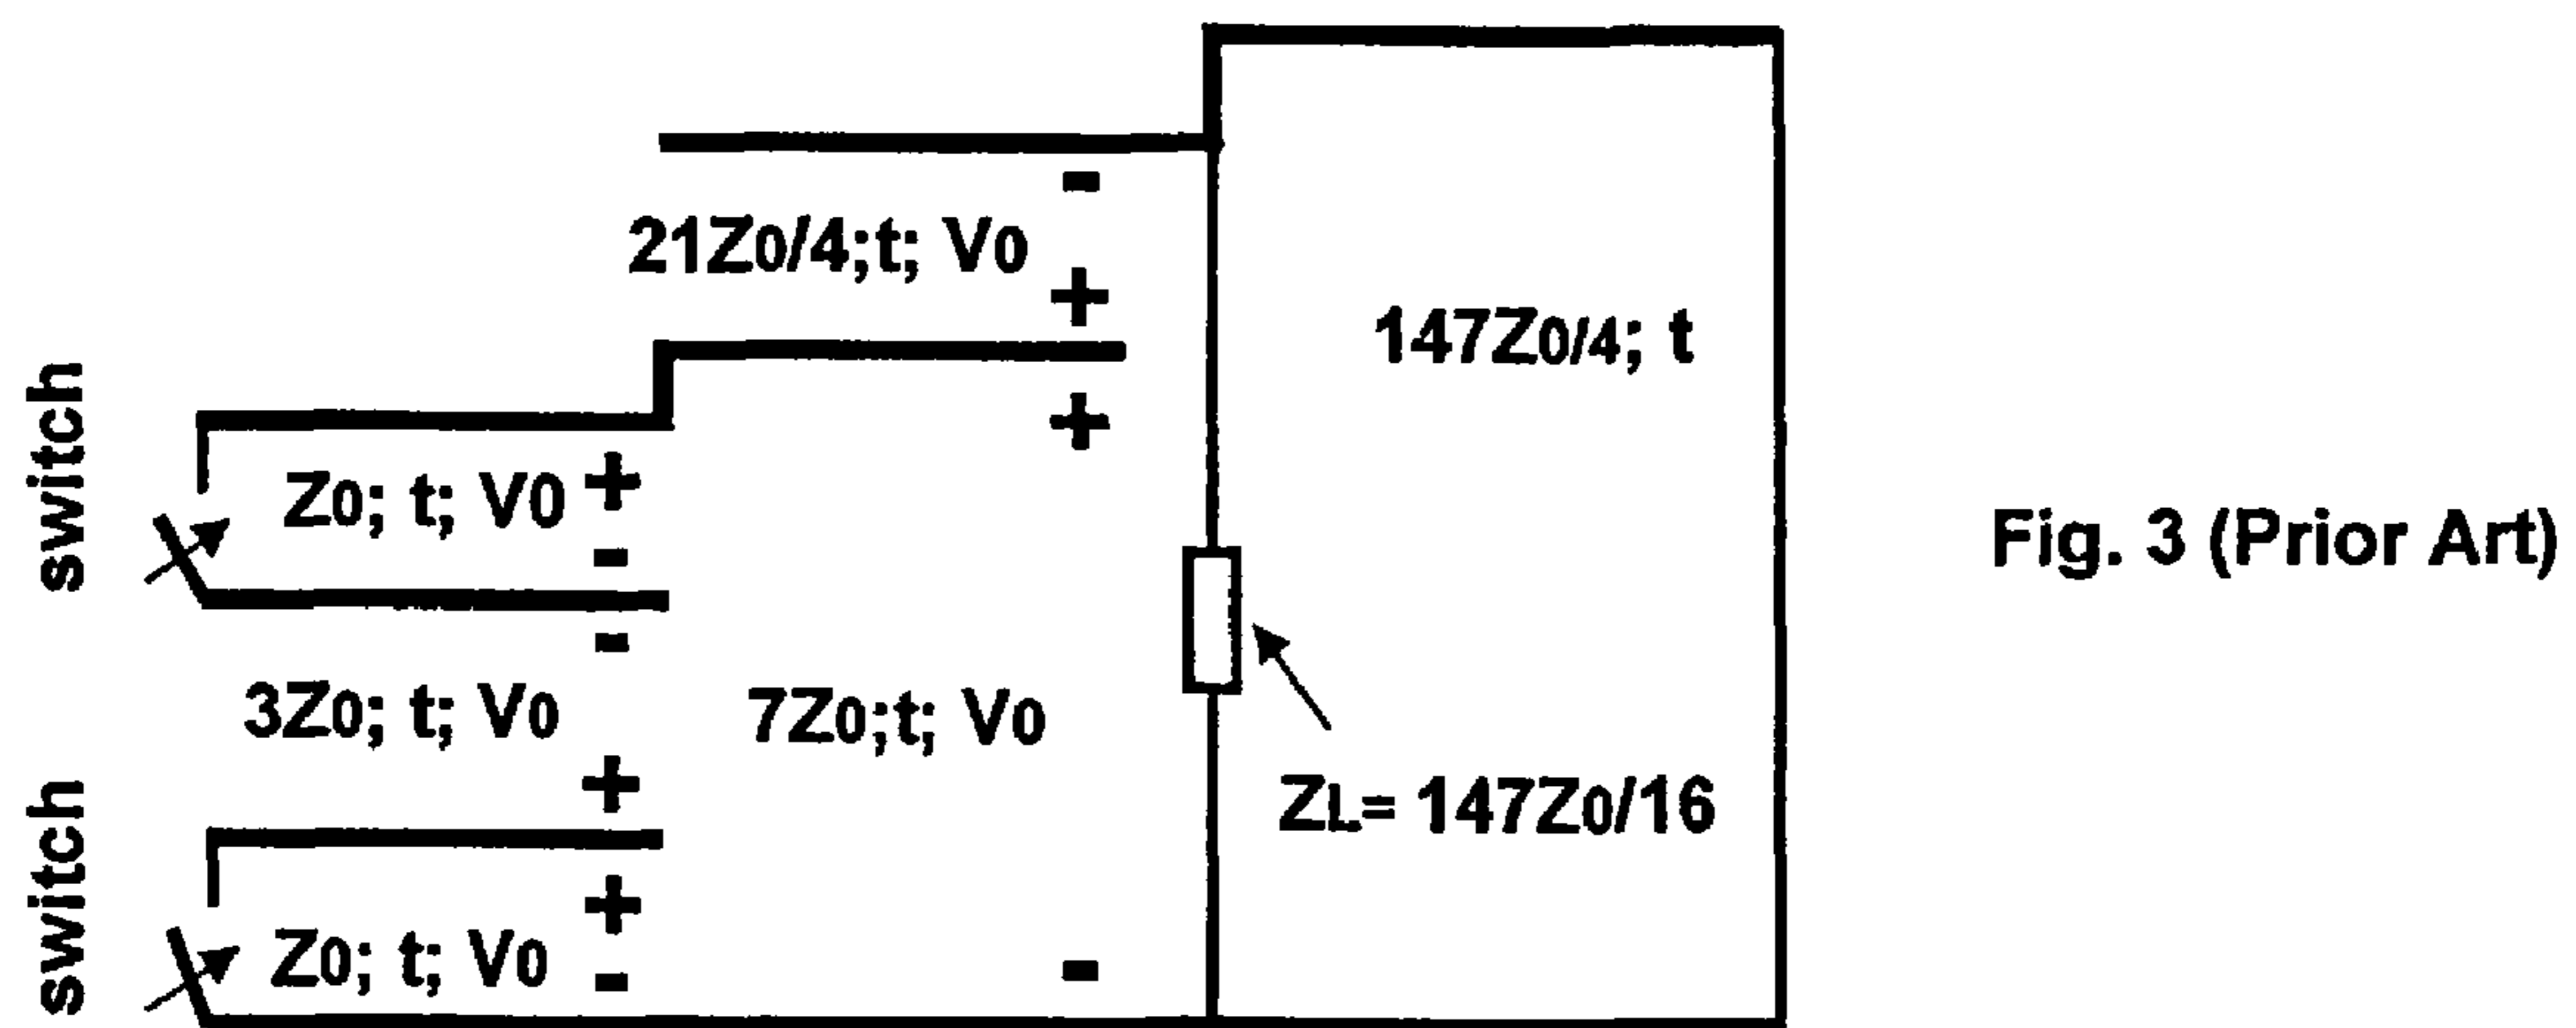 -
21Z0/4;t; V0
+
147Z0/4; t
+
switch
Z0; t; V0 +
-
Fig. 3 (Prior Art)
-
3Z0; t; V0
7Z0;t; V0
+
ZL= 147Z0/16
switch
+
Z0; t; V0
-
-